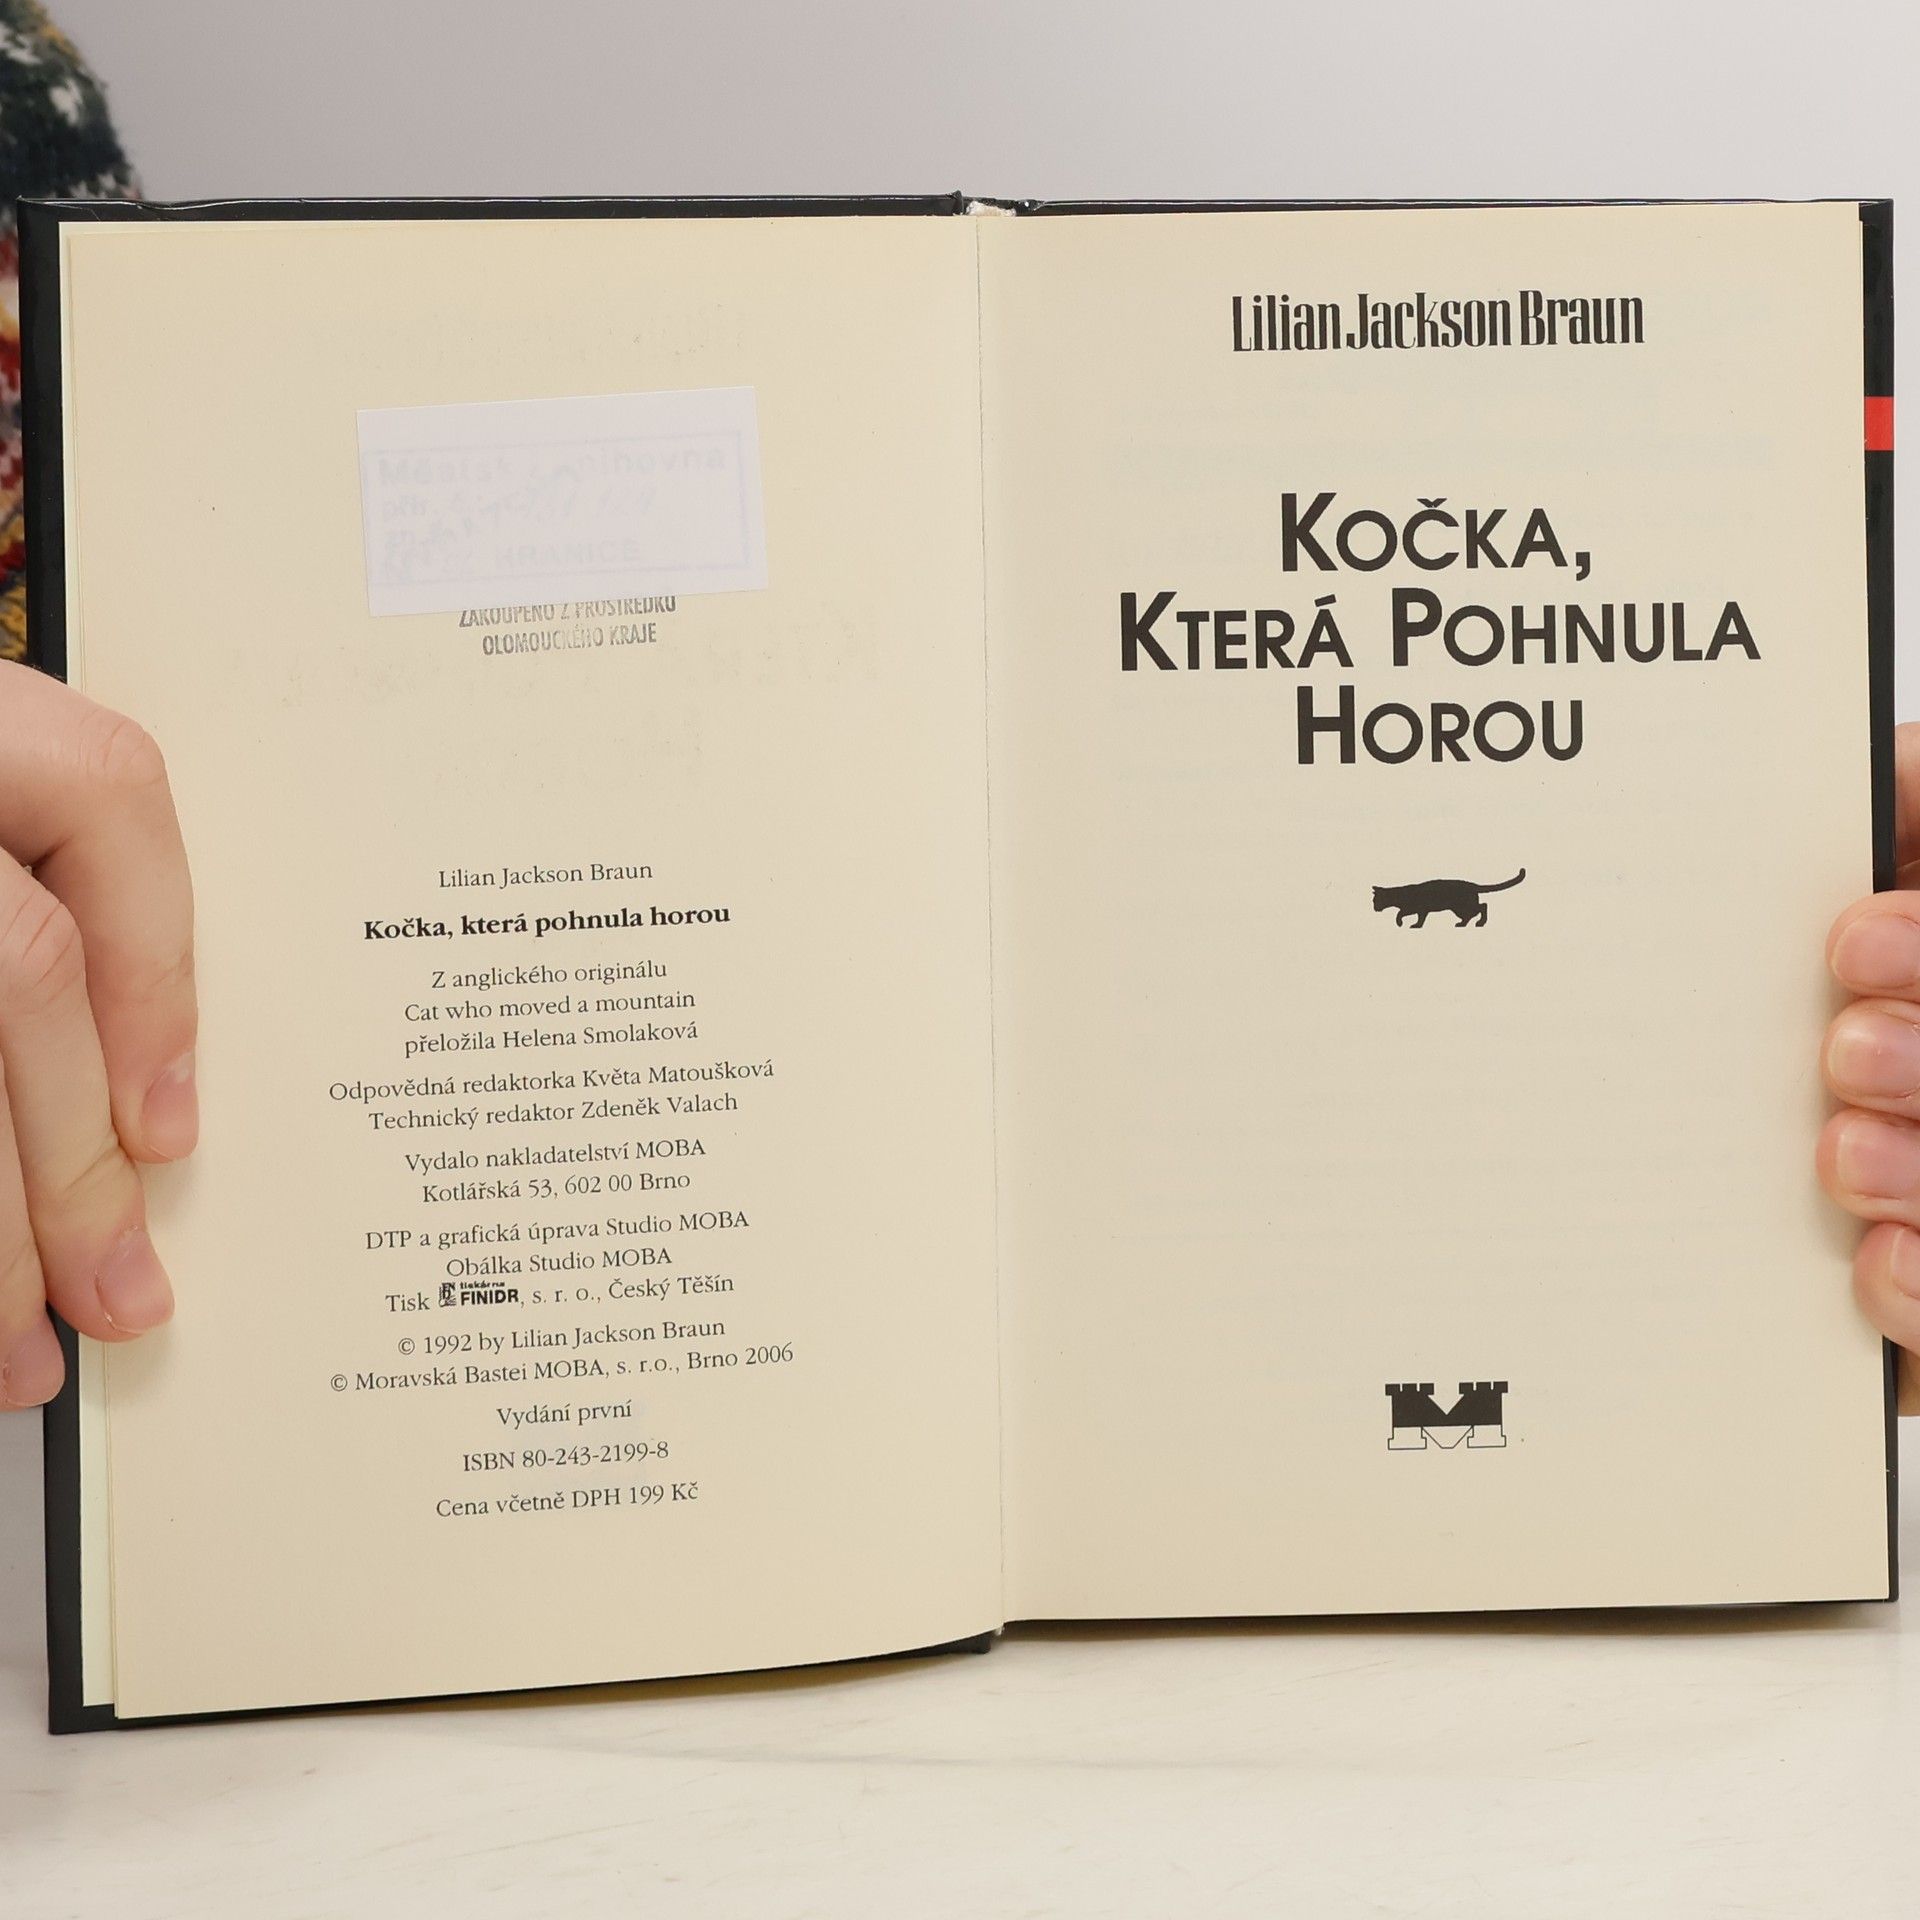 HRANICE
ZAKOUPENO Z PROSTŘEDKŮ
OLOMOUCKÉHO KRAJE
Lilian Jackson Braun
Kočka, která pohnula horou
Z anglického originálu
Cat who moved a mountain
přeložila Helena Smolaková
Odpovědná redaktorka Květa Matoušková
Technický redaktor Zdeněk Valach
Vydalo nakladatelství MOBA
Kotlářská 53, 602 00 Brno
DTP a grafická úprava Studio MOBA
Obálka Studio MOBA
Tisk tiskárna FINIDR, s. r. o., Český Těšín
© 1992 by Lilian Jackson Braun
© Moravská Bastei MOBA, s. r.o., Brno 2006
Vydání první
ISBN 80-243-2199-8
Cena včetně DPH 199 Kč
Lilian Jackson Braun
KOČKA,
KTERÁ POHNULA
HOROU